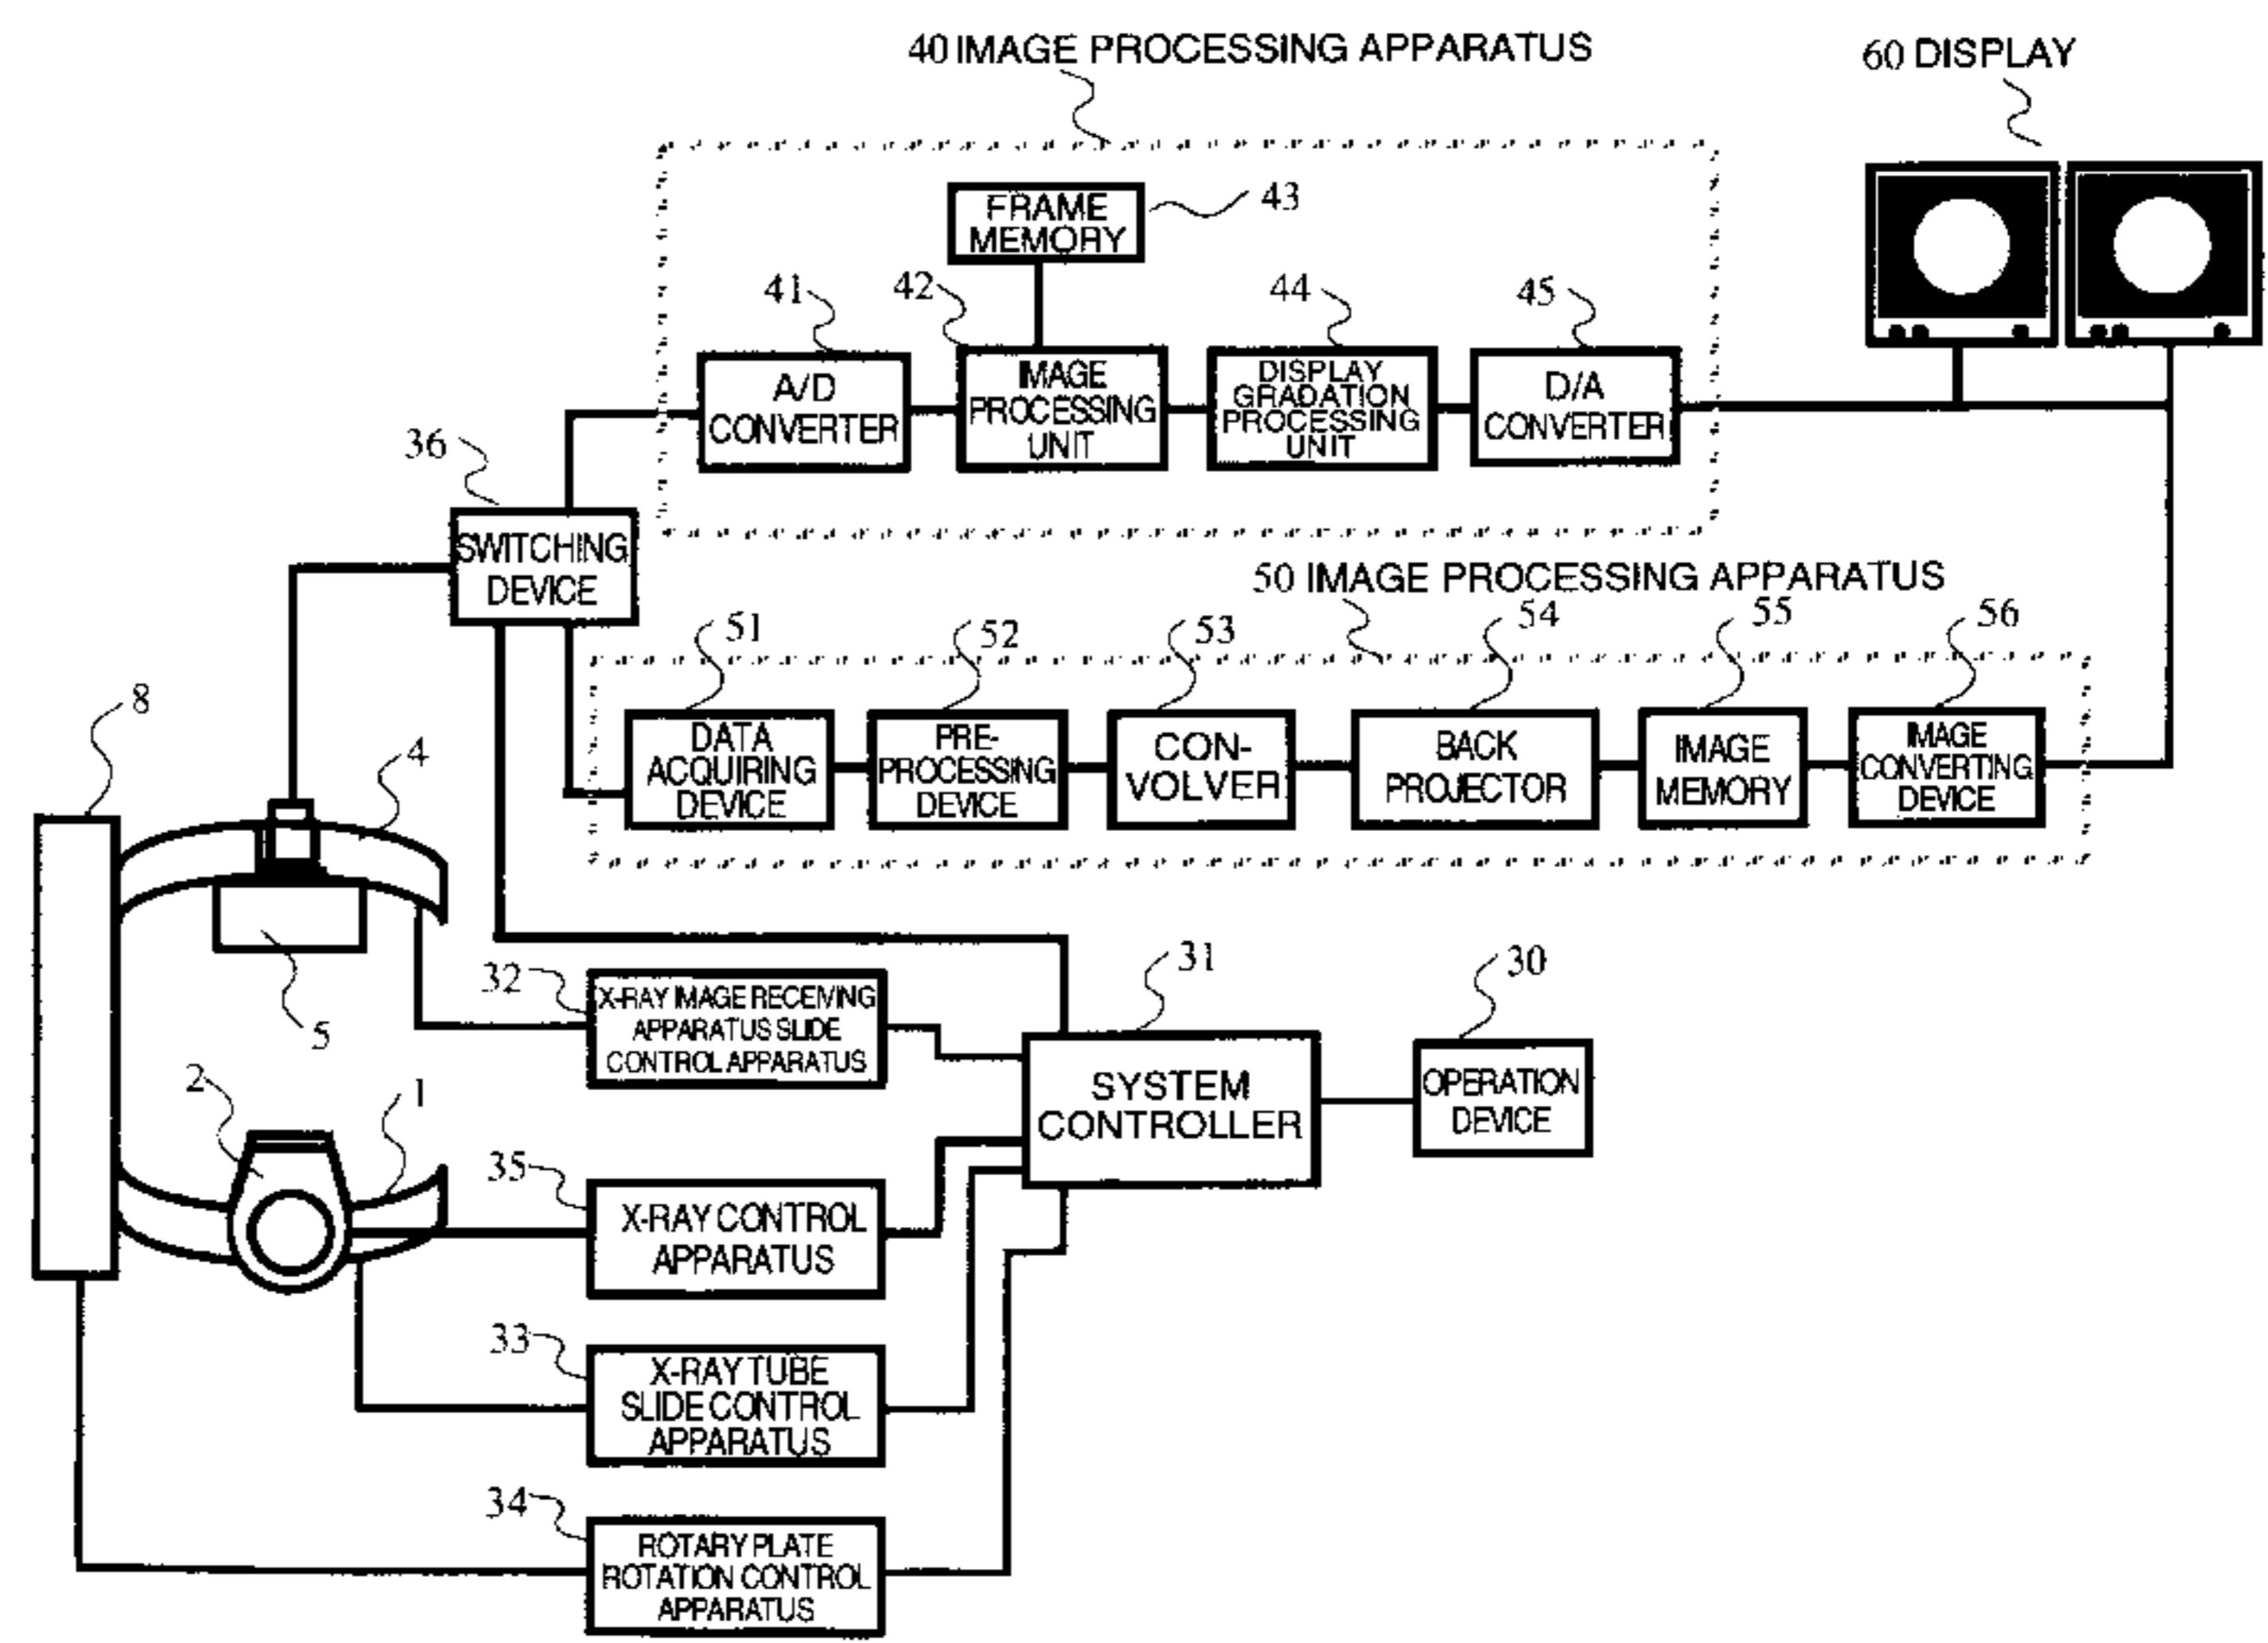 40 IMAGE PROCESSING APPARATUS
60 DISPLAY
FRAME
MEMORY
43
41
42
44
45
A/D
CONVERTER
IMAGE
PROCESSING
UNIT
DISPLAY
GRADATION
PROCESSING
UNIT
D/A
CONVERTER
36
SWITCHING
DEVICE
50 IMAGE PROCESSING APPARATUS
51
52
53
54
55
56
DATA
ACQUIRING
DEVICE
PRE-
PROCESSING
DEVICE
CON-
VOLVER
BACK
PROJECTOR
IMAGE
MEMORY
IMAGE
CONVERTING
DEVICE
8
4
5
2
1
32
X-RAY IMAGE RECEIVING
APPARATUS SLIDE
CONTROL APPARATUS
31
SYSTEM
CONTROLLER
30
OPERATION
DEVICE
35
X-RAY CONTROL
APPARATUS
33
X-RAY TUBE
SLIDE CONTROL
APPARATUS
34
ROTARY PLATE
ROTATION CONTROL
APPARATUS